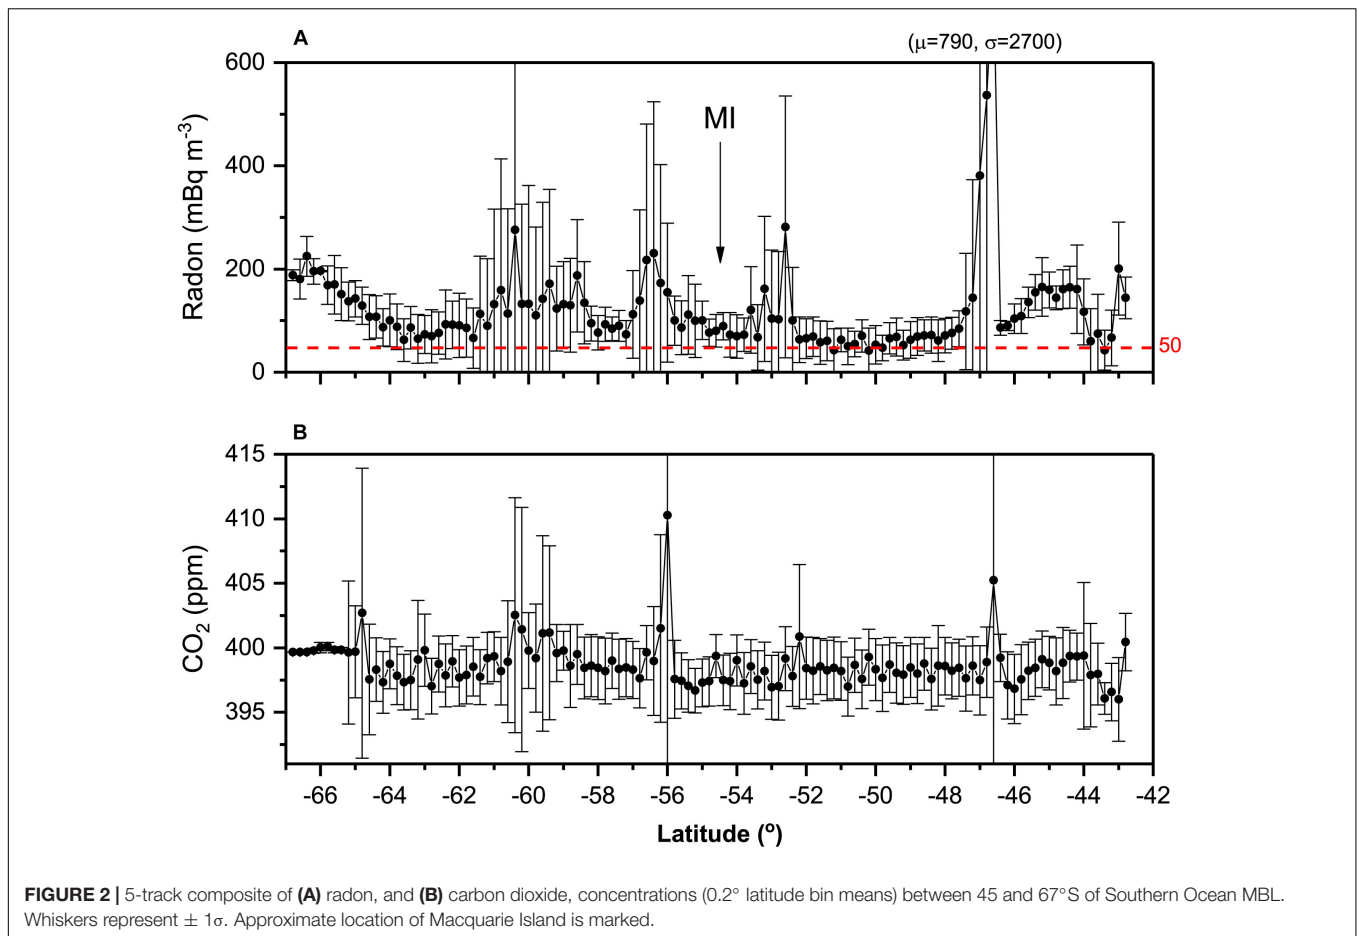 A
(μ=790, σ=2700)
600
400
200
0
Radon (mBq m⁻³)
MI
50
B
415
410
405
400
395
CO₂ (ppm)
-66 -64 -62 -60 -58 -56 -54 -52 -50 -48 -46 -44 -42
Latitude (°)
FIGURE 2 | 5-track composite of (A) radon, and (B) carbon dioxide, concentrations (0.2° latitude bin means) between 45 and 67°S of Southern Ocean MBL.
Whiskers represent ± 1σ. Approximate location of Macquarie Island is marked.